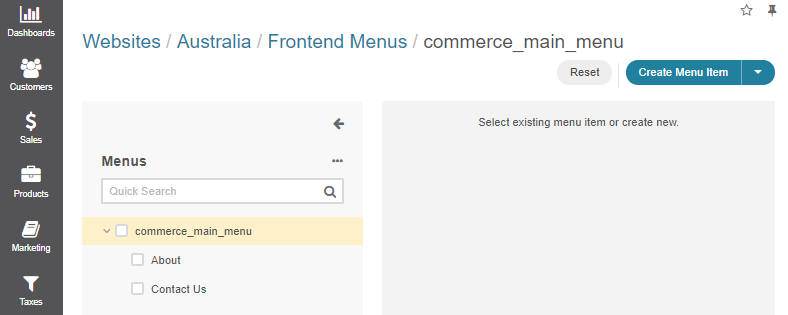 Dashboards
Customers
Sales
Products
Marketing
Taxes
Websites / Australia / Frontend Menus / commerce_main_menu
Reset
Create Menu Item
Menus
Quick Search
commerce_main_menu
About
Contact Us
Select existing menu item or create new.